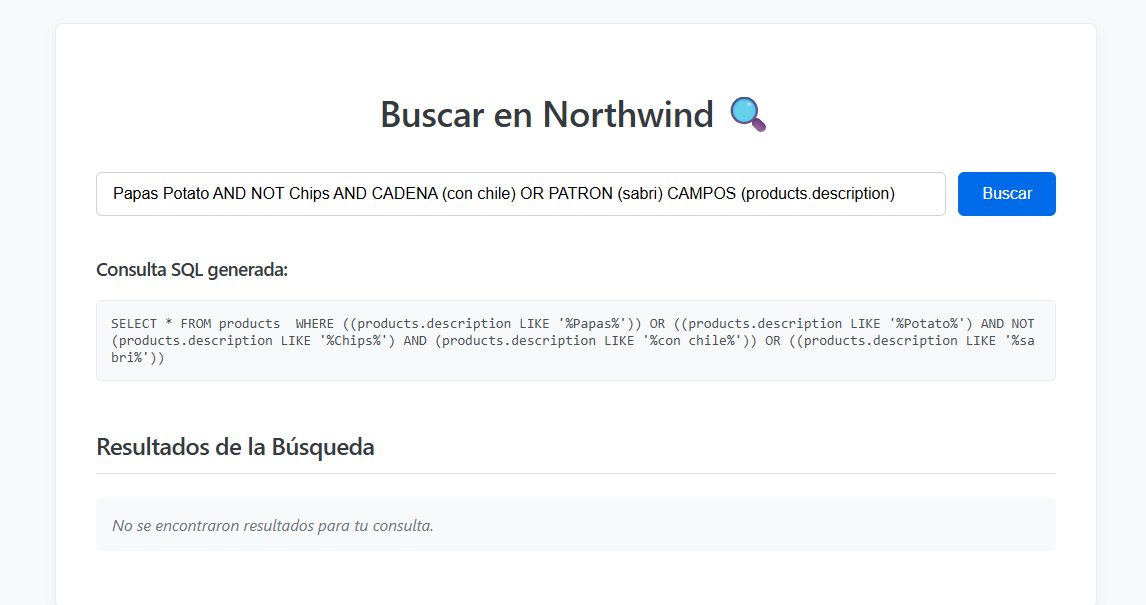 Buscar en Northwind
Papas Potato AND NOT Chips AND CADENA (con chile) OR PATRON (sabri) CAMPOS (products.description)
Buscar
Consulta SQL generada:
SELECT * FROM products  WHERE ((products.description LIKE '%Papas%')) OR ((products.description LIKE '%Potato%') AND NOT
(products.description LIKE '%Chips%') AND (products.description LIKE '%con chile%')) OR ((products.description LIKE '%sa
bri%'))
Resultados de la Búsqueda
No se encontraron resultados para tu consulta.